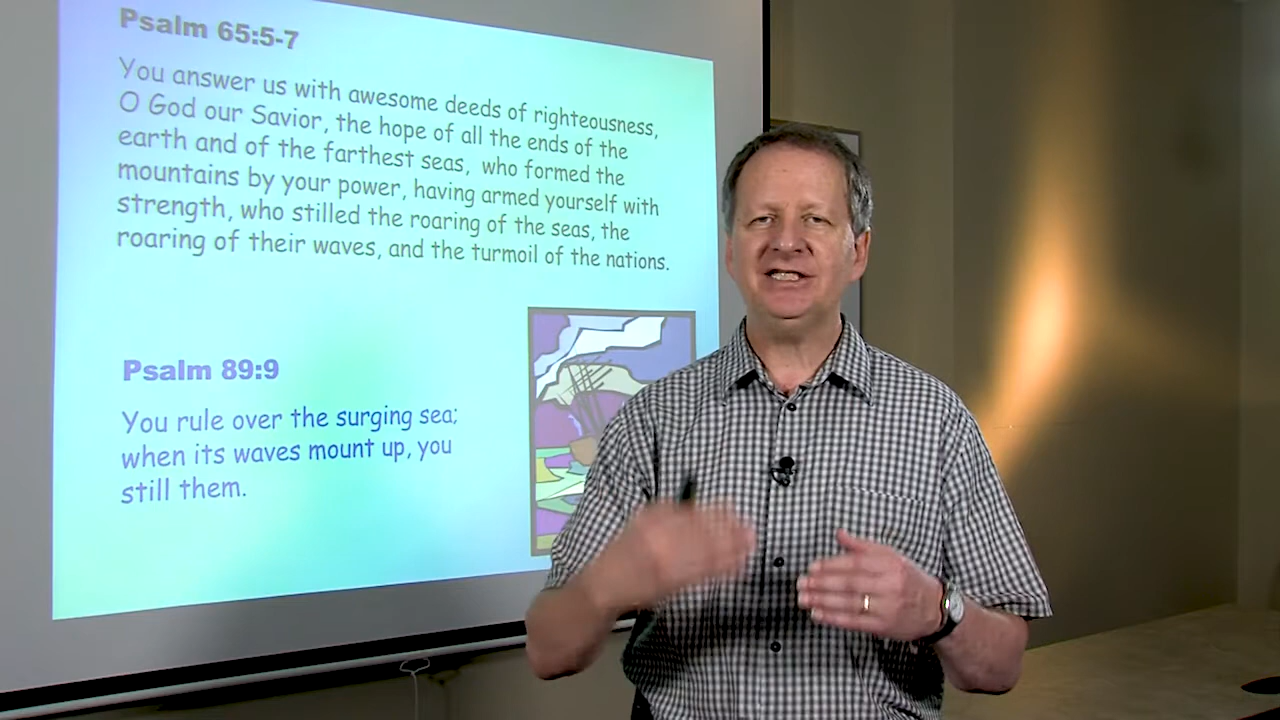 Psalm 65:5-7
You answer us with awesome deeds of righteousness,
O God our Savior, the hope of all the ends of the
earth and of the farthest seas, who formed the
mountains by your power, having armed yourself with
strength, who stilled the roaring of the seas, the
roaring of their waves, and the turmoil of the nations.
Psalm 89:9
You rule over the surging sea;
when its waves mount up, you
still them.